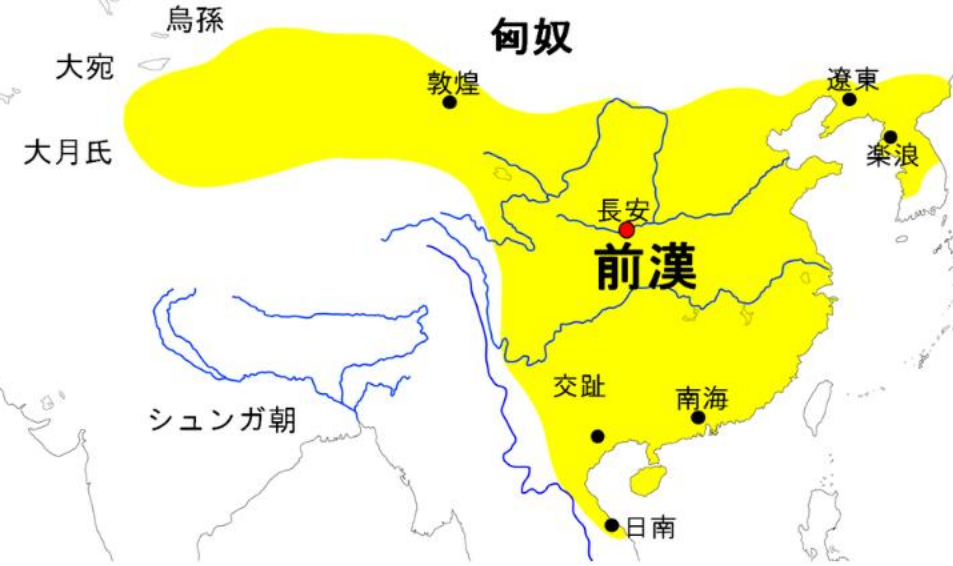 烏孫
匈奴
大宛
敦煌
遼東
大月氏
楽浪
長安
前漢
交趾
南海
シュンガ朝
日南